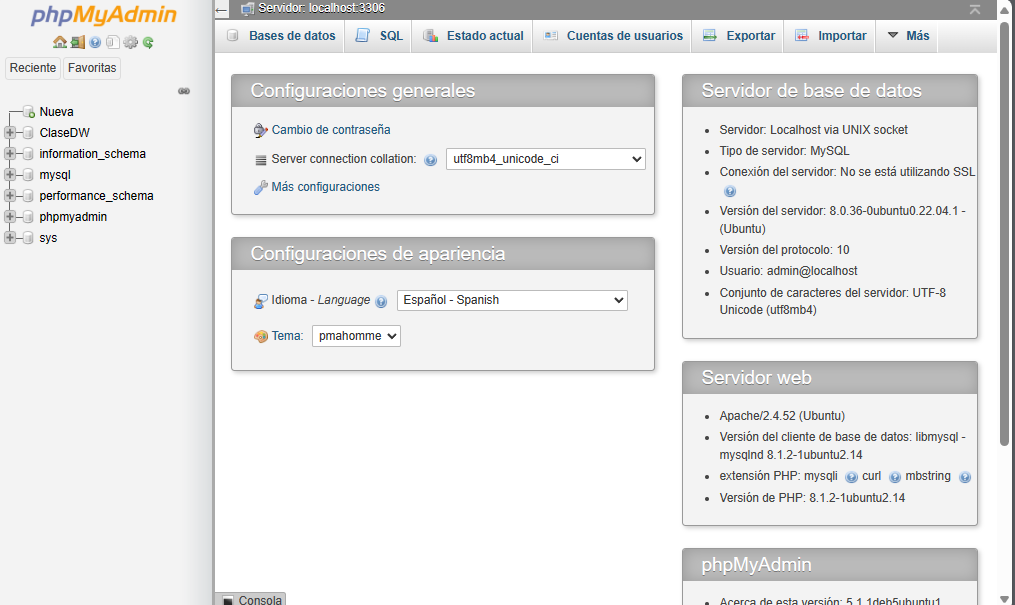 phpMyAdmin
Reciente
Favoritas
Nueva
ClaseDW
information_schema
mysql
performance_schema
phpmyadmin
sys
Servidor: localhost:3306
Bases de datos
SQL
Estado actual
Cuentas de usuarios
Exportar
Importar
Más
Configuraciones generales
Cambio de contraseña
Server connection collation:
utf8mb4_unicode_ci
Más configuraciones
Configuraciones de apariencia
Idioma - Language
Español - Spanish
Tema:
pmahomme
Servidor de base de datos
Servidor: Localhost via UNIX socket
Tipo de servidor: MySQL
Conexión del servidor: No se está utilizando SSL
Versión del servidor: 8.0.36-0ubuntu0.22.04.1 -
(Ubuntu)
Versión del protocolo: 10
Usuario: admin@localhost
Conjunto de caracteres del servidor: UTF-8
Unicode (utf8mb4)
Servidor web
Apache/2.4.52 (Ubuntu)
Versión del cliente de base de datos: libmysql -
mysqlnd 8.1.2-1ubuntu2.14
extensión PHP: mysqli curl mbstring
Versión de PHP: 8.1.2-1ubuntu2.14
phpMyAdmin
Acerca de esta versión: 5.1.1deb5ubuntu1
Consola